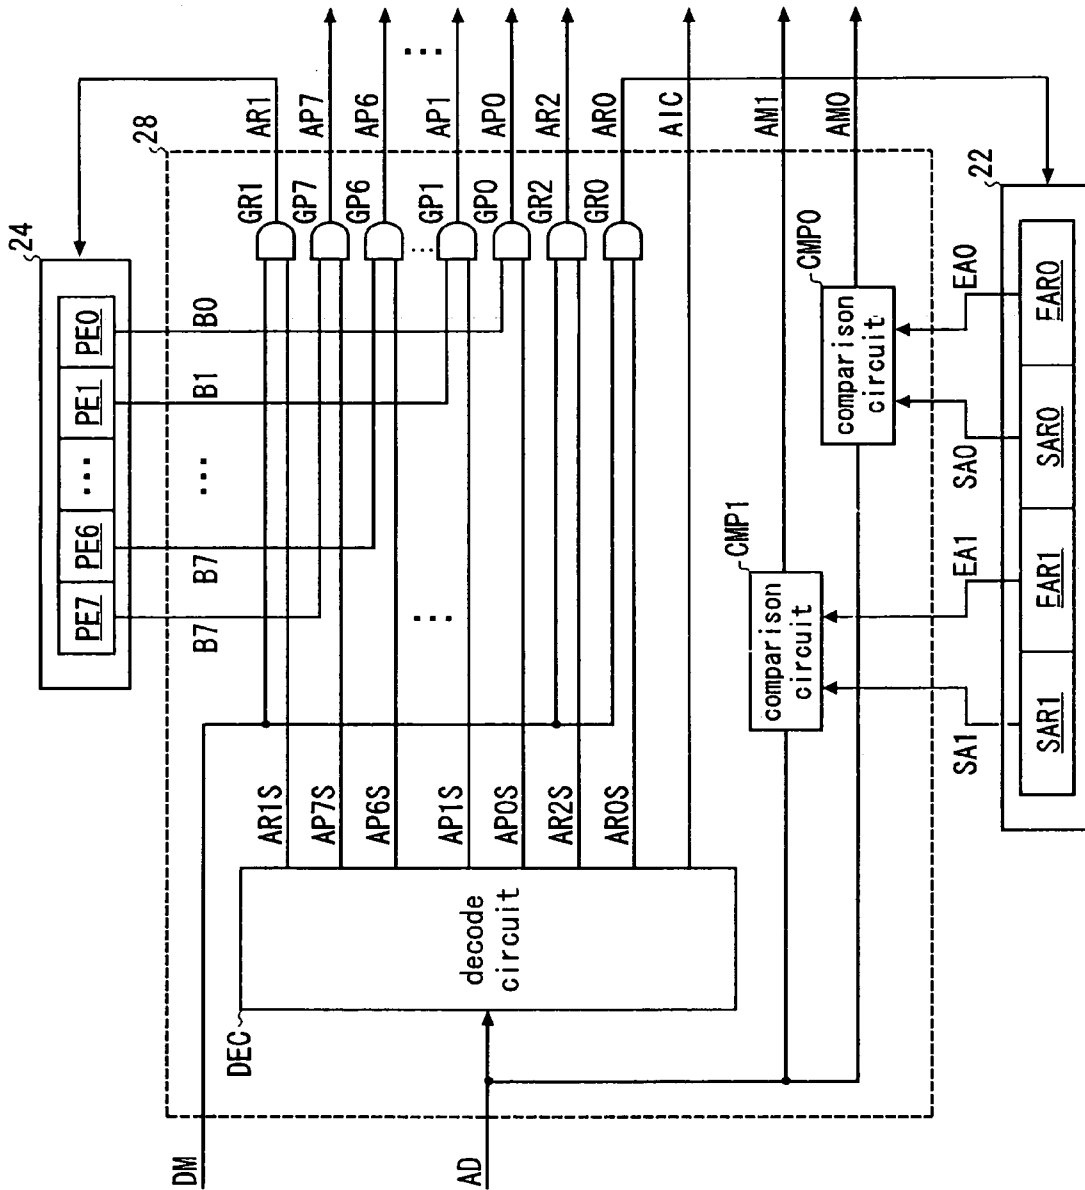 24
PE7
PE6
...
PE1
PE0
28
B7
B7
...
B1
B0
DM
AD
DEC
decode
circuit
AR1S
AP7S
AP6S
...
AP1S
AP0S
AR2S
AR0S
GR1
GP7
GP6
...
GP1
GP0
GR2
GR0
AR1
AP7
AP6
...
AP1
AP0
AR2
AR0
AIC
AM1
AM0
CMP1
comparison
circuit
CMP0
comparison
circuit
SA1
EA1
SA0
EA0
22
SAR1
EAR1
SAR0
EAR0